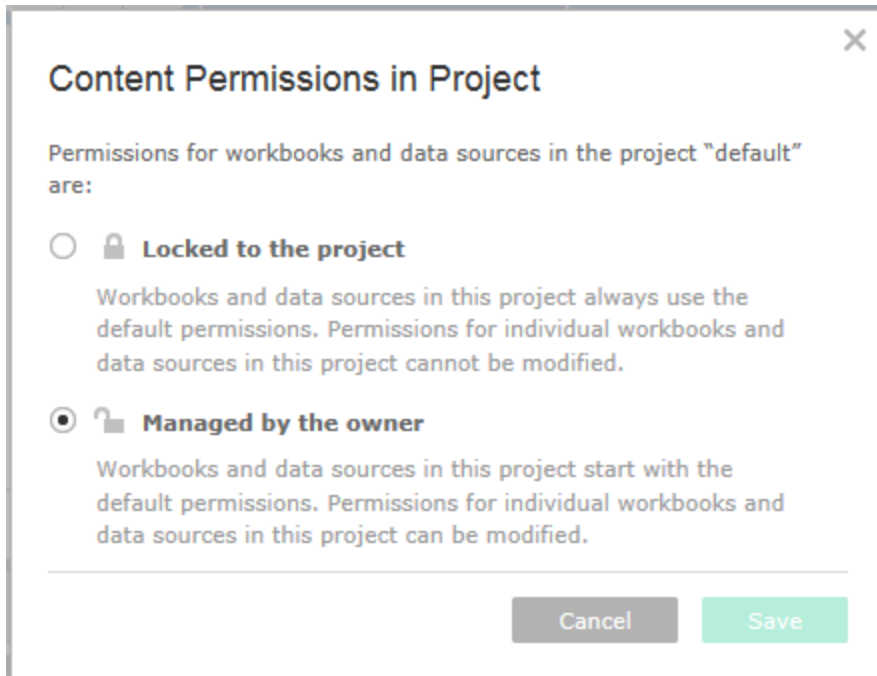 Content Permissions in Project
Permissions for workbooks and data sources in the project “default”
are:
Locked to the project
Workbooks and data sources in this project always use the
default permissions. Permissions for individual workbooks and
data sources in this project cannot be modified.
Managed by the owner
Workbooks and data sources in this project start with the
default permissions. Permissions for individual workbooks and
data sources in this project can be modified.
Cancel Save